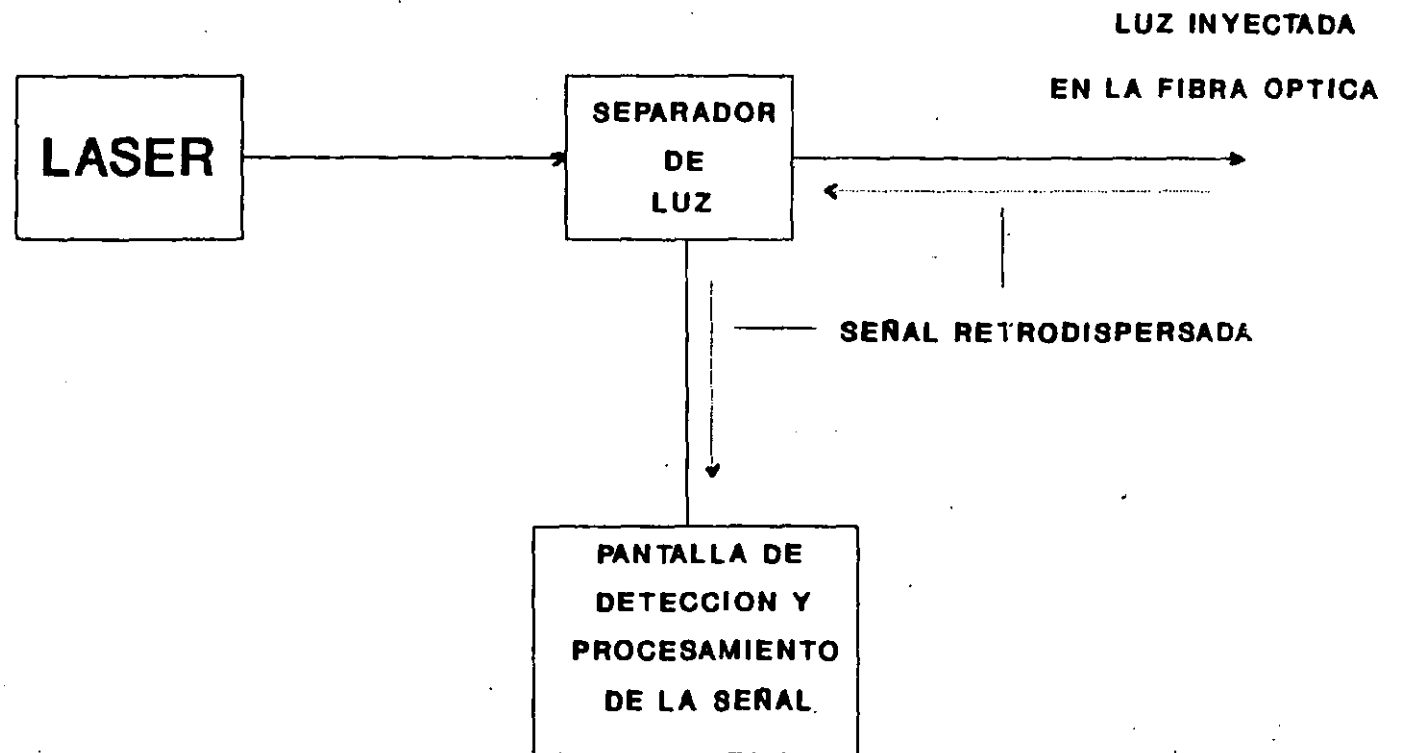 LUZ INYECTADA
EN LA FIBRA OPTICA
LASER
SEPARADOR
DE
LUZ
SEÑAL RETRODISPERSADA
PANTALLA DE
DETECCION Y
PROCESAMIENTO
DE LA SEÑAL